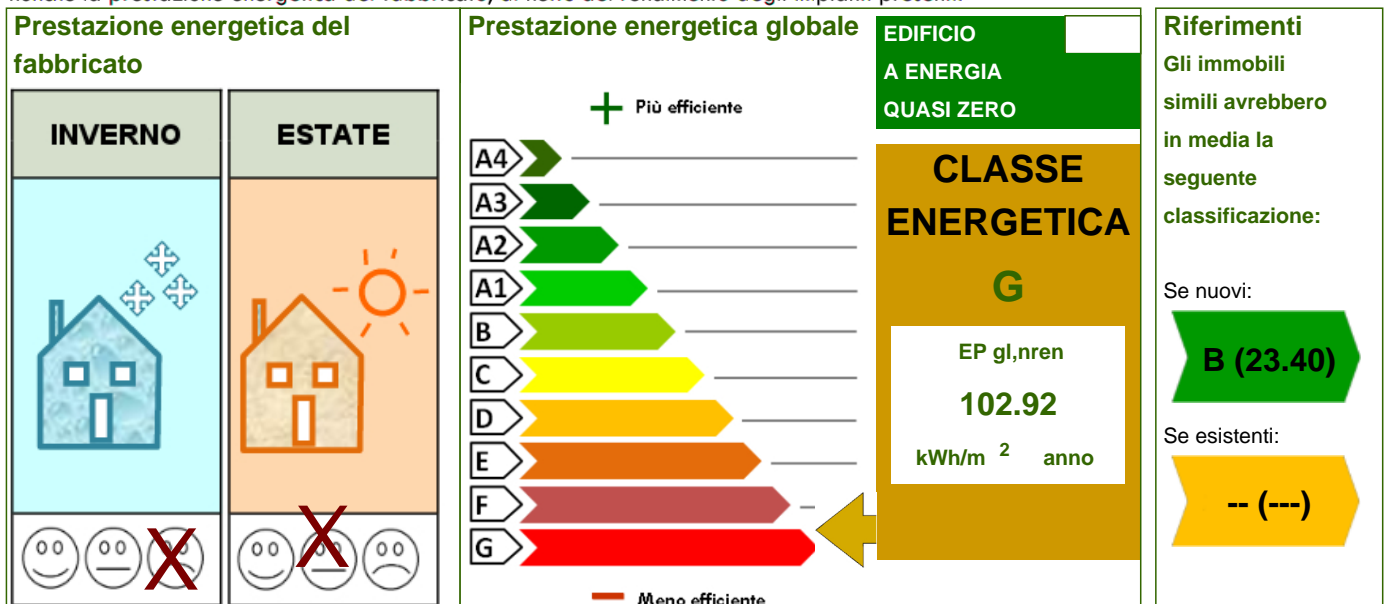 Prestazione energetica del
fabbricato
INVERNO
ESTATE
Prestazione energetica globale
Più efficiente
A4
A3
A2
A1
B
C
D
E
F
G
Meno efficiente
EDIFICIO
A ENERGIA
QUASI ZERO
CLASSE
ENERGETICA
G
EP gl,nren
102.92
kWh/m 2 anno
Riferimenti
Gli immobili
simili avrebbero
in media la
seguente
classificazione:
Se nuovi:
B (23.40)
Se esistenti:
-- (---)